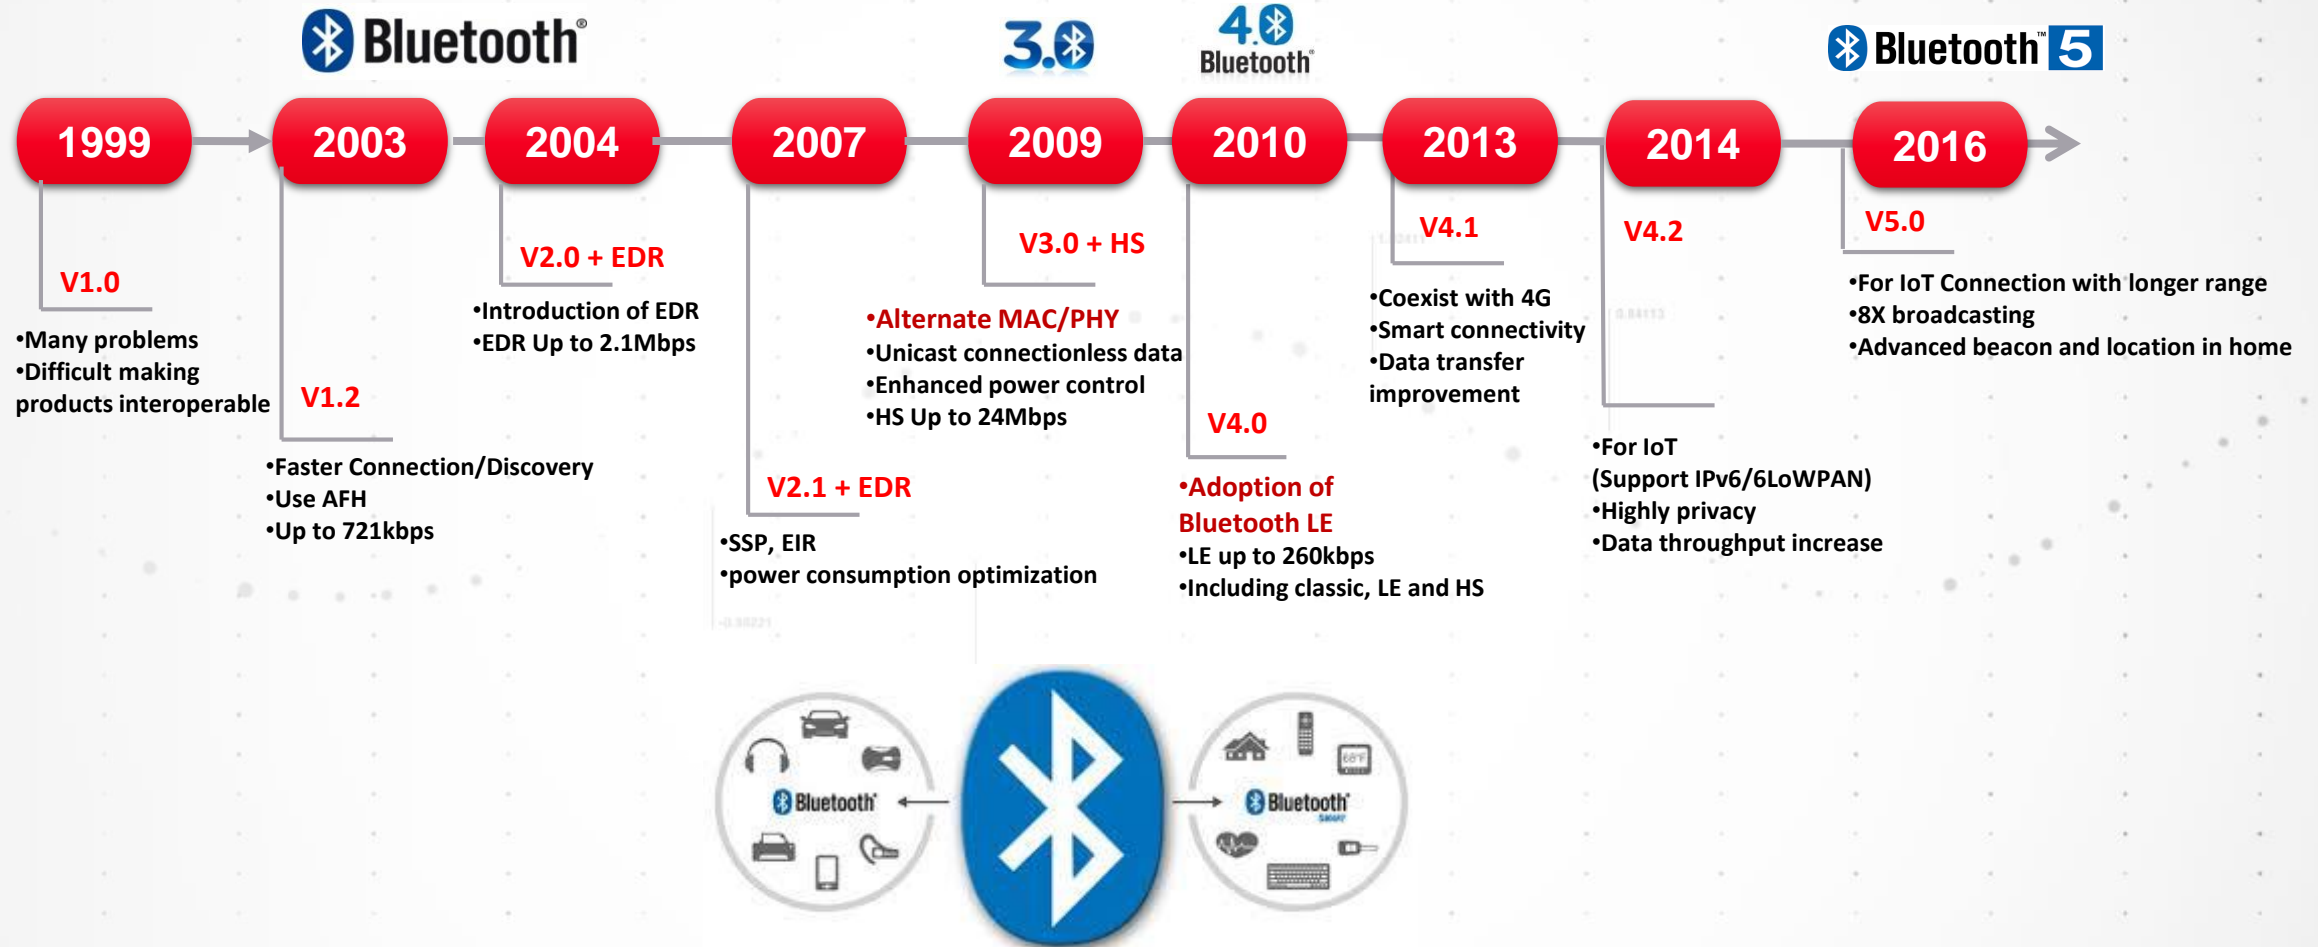 Bluetooth®
3.0
4.0
Bluetooth®
Bluetooth™ 5
1999
2003
2004
2007
2009
2010
2013
2014
2016
V1.0
•Many problems
•Difficult making
products interoperable
V1.2
•Faster Connection/Discovery
•Use AFH
•Up to 721kbps
V2.0 + EDR
•Introduction of EDR
•EDR Up to 2.1Mbps
V2.1 + EDR
•SSP, EIR
•power consumption optimization
V3.0 + HS
•Alternate MAC/PHY
•Unicast connectionless data
•Enhanced power control
•HS Up to 24Mbps
V4.0
•Adoption of
Bluetooth LE
•LE up to 260kbps
•Including classic, LE and HS
V4.1
•Coexist with 4G
•Smart connectivity
•Data transfer
improvement
V4.2
•For IoT
(Support IPv6/6LoWPAN)
•Highly privacy
•Data throughput increase
V5.0
•For IoT Connection with longer range
•8X broadcasting
•Advanced beacon and location in home
0.84113
Bluetooth®
68°F
Bluetooth®
SMART